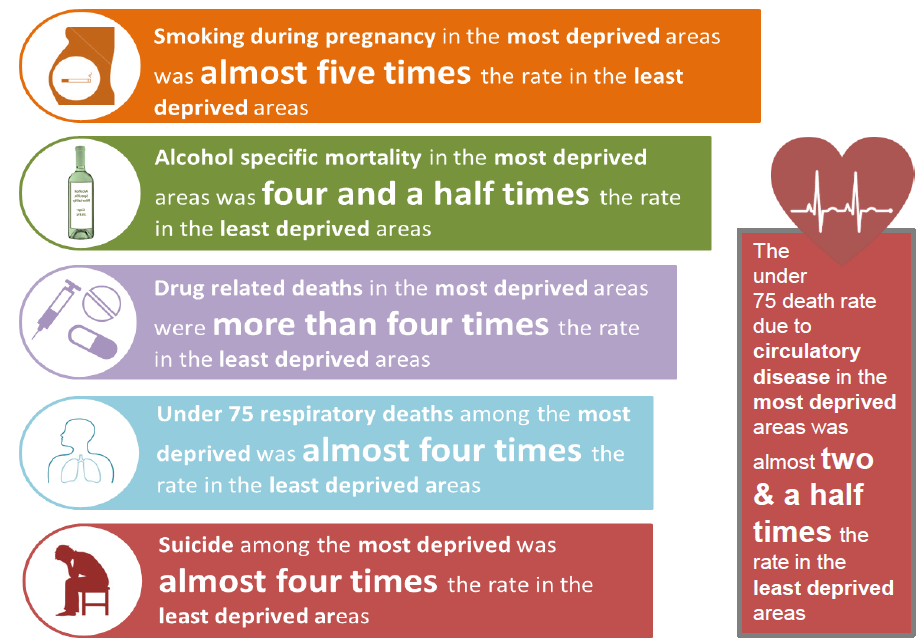 Smoking during pregnancy in the most deprived areas
was almost five times the rate in the least
deprived areas
Alcohol specific mortality in the most deprived
areas was four and a half times the rate
in the least deprived areas
Drug related deaths in the most deprived areas
were more than four times the rate
in the least deprived areas
Under 75 respiratory deaths among the most
deprived was almost four times the
rate in the least deprived areas
Suicide among the most deprived was
almost four times the rate in the
least deprived areas
The
under
75 death rate
due to
circulatory
disease in the
most deprived
areas was
almost two
& a half
times the
rate in the
least deprived
areas